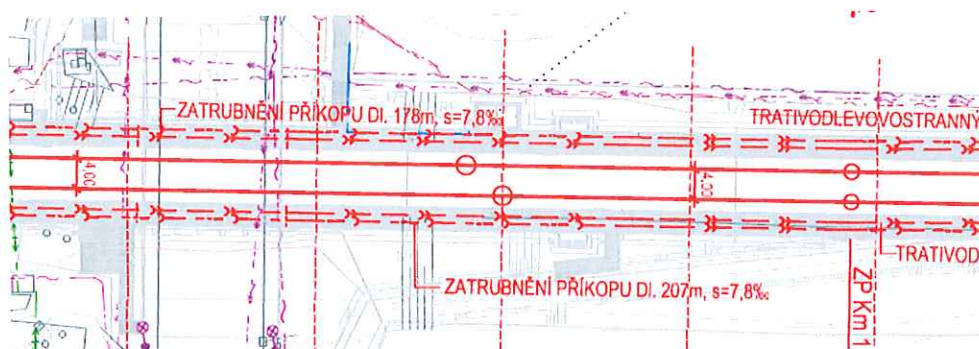 ZATRUBNĚNÍ PŘÍKOPU Dl. 178m, s=7,8‰
TRATIVODLEVOVOSTRANNÝ
4.00
4.00
TRATIVOD
ZATRUBNĚNÍ PŘÍKOPU Dl. 207m, s=7,8‰
ZP Km 1